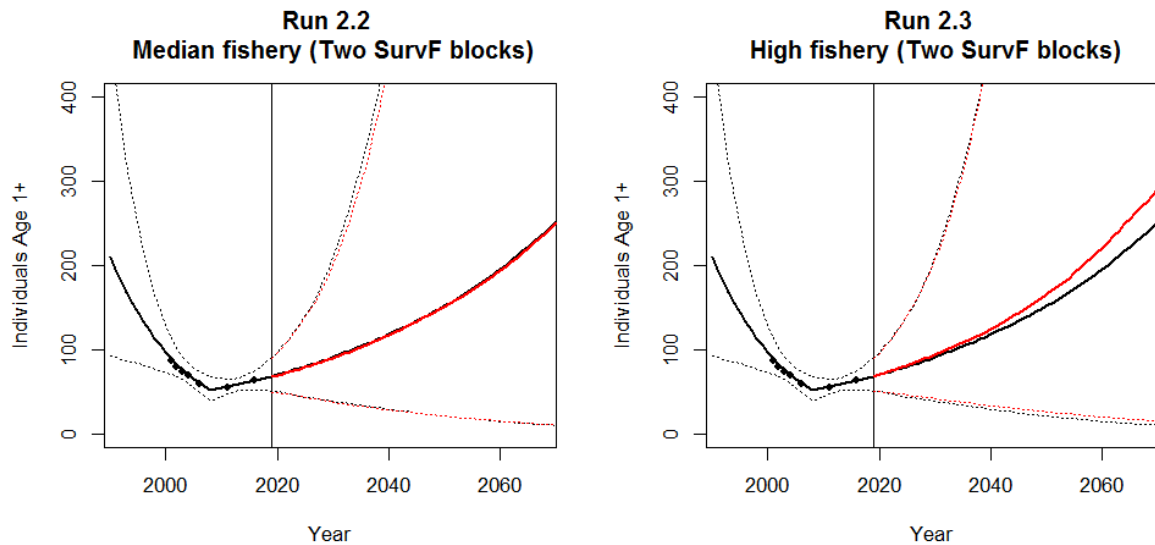 Run 2.2
Median fishery (Two SurvF blocks)
400
300
200
100
0
Individuals Age 1+
2000 2020 2040 2060
Year
Run 2.3
High fishery (Two SurvF blocks)
400
300
200
100
0
Individuals Age 1+
2000 2020 2040 2060
Year